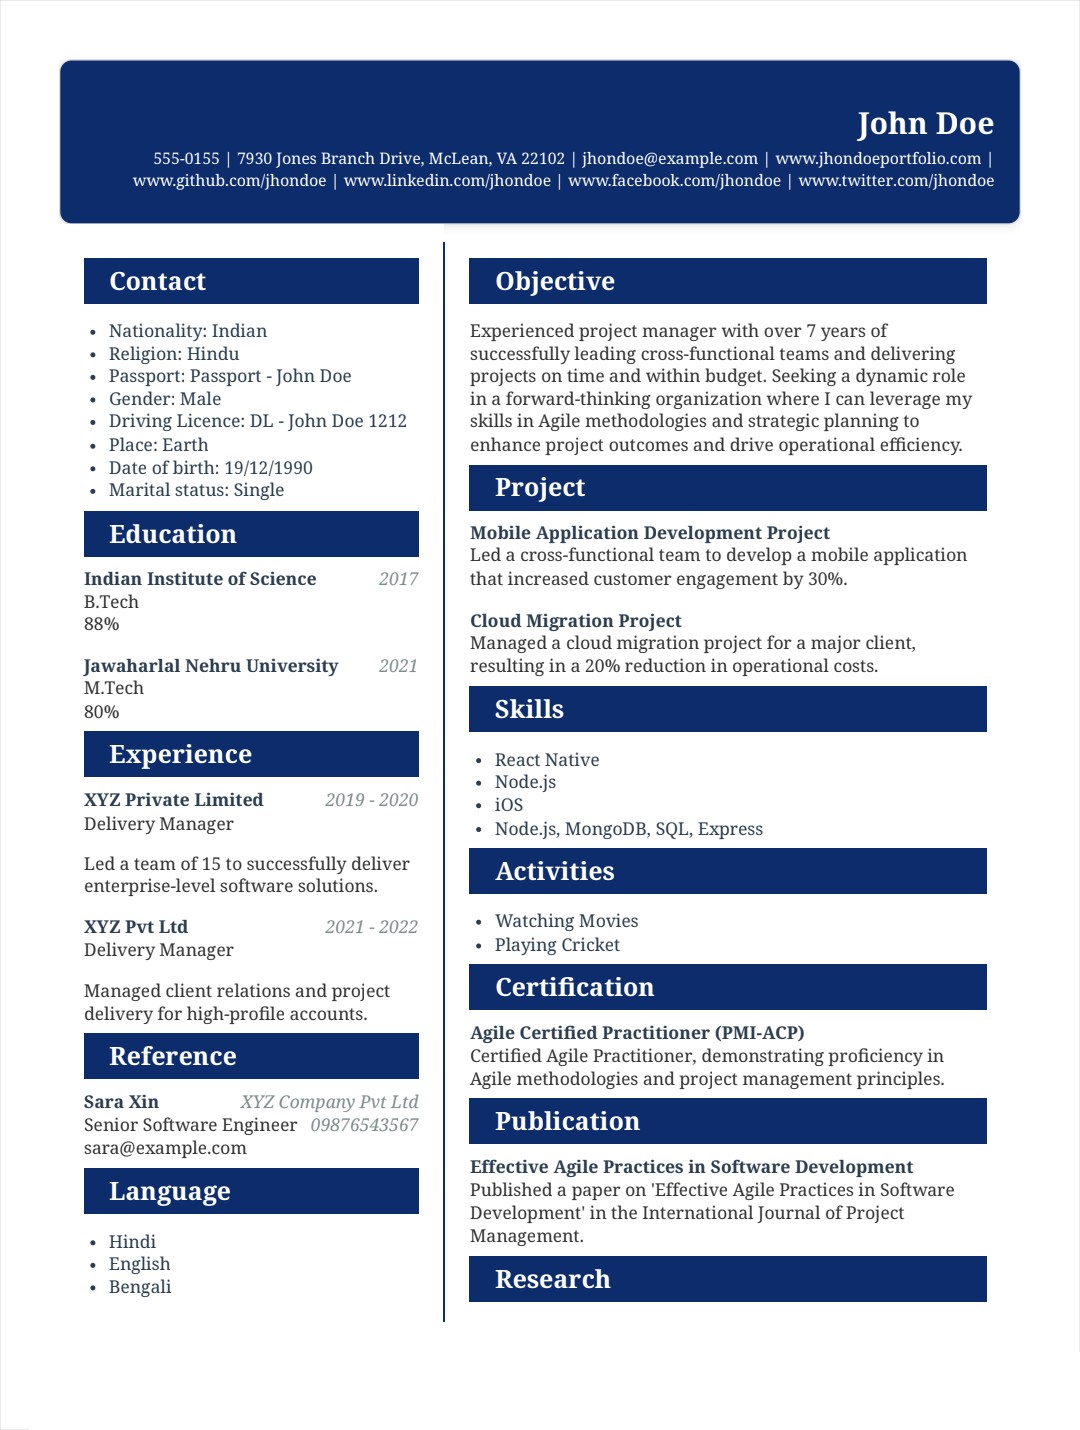 John Doe
555-0155 | 7930 Jones Branch Drive, McLean, VA 22102 | jhondoe@example.com | www.jhondoeportfolio.com |
www.github.com/jhondoe | www.linkedin.com/jhondoe | www.facebook.com/jhondoe | www.twitter.com/jhondoe
Contact
• Nationality: Indian
• Religion: Hindu
• Passport: Passport - John Doe
• Gender: Male
• Driving Licence: DL - John Doe 1212
• Place: Earth
• Date of birth: 19/12/1990
• Marital status: Single
Education
Indian Institute of Science 2017
B.Tech
88%
Jawaharlal Nehru University 2021
M.Tech
80%
Experience
XYZ Private Limited 2019 - 2020
Delivery Manager
Led a team of 15 to successfully deliver
enterprise-level software solutions.
XYZ Pvt Ltd 2021 - 2022
Delivery Manager
Managed client relations and project
delivery for high-profile accounts.
Reference
Sara Xin XYZ Company Pvt Ltd
Senior Software Engineer 09876543567
sara@example.com
Language
• Hindi
• English
• Bengali
Objective
Experienced project manager with over 7 years of
successfully leading cross-functional teams and delivering
projects on time and within budget. Seeking a dynamic role
in a forward-thinking organization where I can leverage my
skills in Agile methodologies and strategic planning to
enhance project outcomes and drive operational efficiency.
Project
Mobile Application Development Project
Led a cross-functional team to develop a mobile application
that increased customer engagement by 30%.
Cloud Migration Project
Managed a cloud migration project for a major client,
resulting in a 20% reduction in operational costs.
Skills
• React Native
• Node.js
• iOS
• Node.js, MongoDB, SQL, Express
Activities
• Watching Movies
• Playing Cricket
Certification
Agile Certified Practitioner (PMI-ACP)
Certified Agile Practitioner, demonstrating proficiency in
Agile methodologies and project management principles.
Publication
Effective Agile Practices in Software Development
Published a paper on 'Effective Agile Practices in Software
Development' in the International Journal of Project
Management.
Research